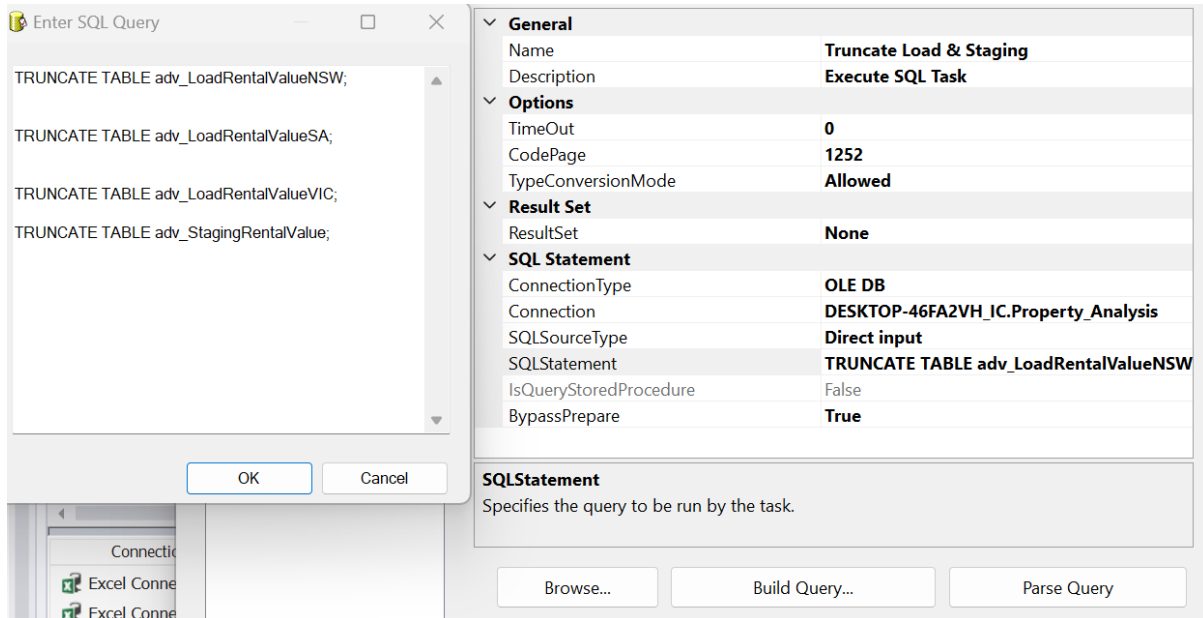 Enter SQL Query
TRUNCATE TABLE adv_LoadRentalValueNSW;
TRUNCATE TABLE adv_LoadRentalValueSA;
TRUNCATE TABLE adv_LoadRentalValueVIC;
TRUNCATE TABLE adv_StagingRentalValue;
OK Cancel
Connectio
Excel Conne
Excel Conne
General
Name Truncate Load & Staging
Description Execute SQL Task
Options
TimeOut 0
CodePage 1252
TypeConversionMode Allowed
Result Set
ResultSet None
SQL Statement
ConnectionType OLE DB
Connection DESKTOP-46FA2VH_IC.Property_Analysis
SQLSourceType Direct input
SQLStatement TRUNCATE TABLE adv_LoadRentalValueNSW
IsQueryStoredProcedure False
BypassPrepare True
SQLStatement
Specifies the query to be run by the task.
Browse... Build Query... Parse Query